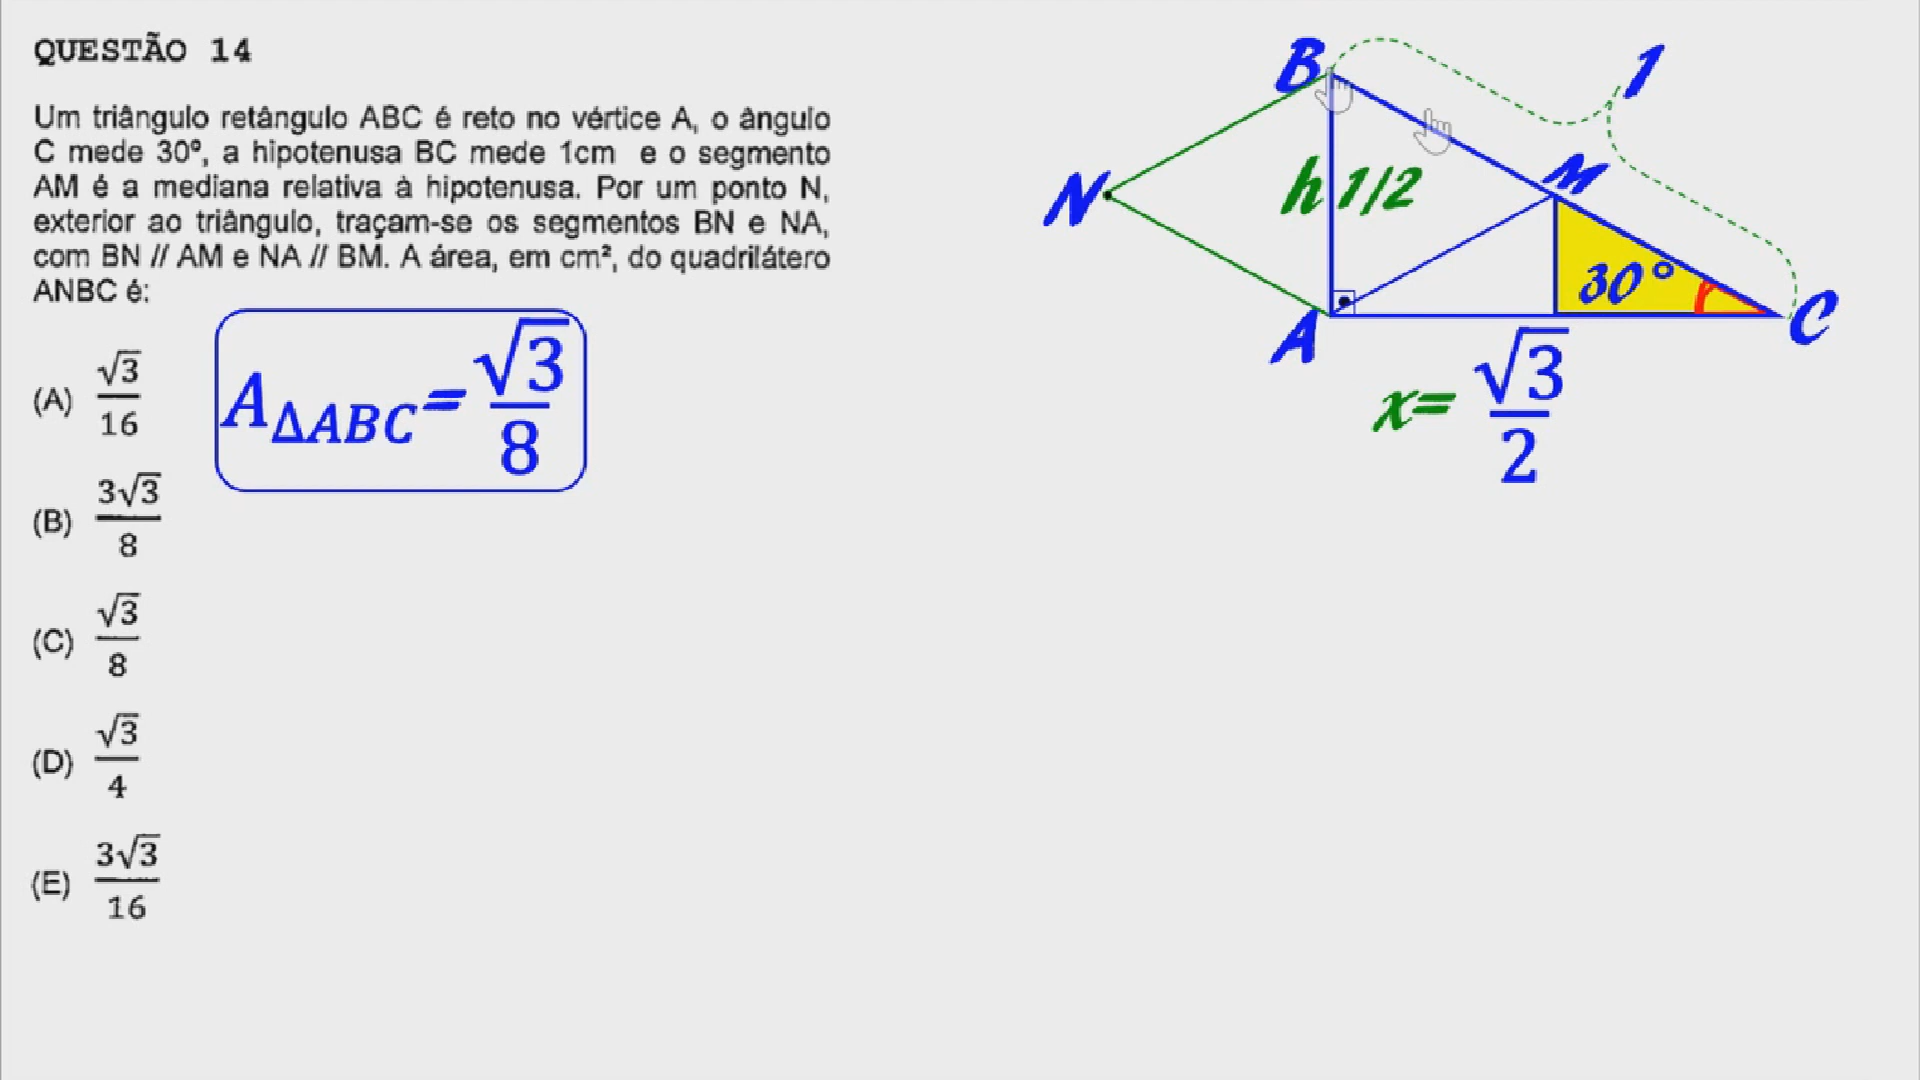 QUESTÃO 14
Um triângulo retângulo ABC é reto no vértice A, o ângulo
C mede 30º, a hipotenusa BC mede 1cm e o segmento
AM é a mediana relativa à hipotenusa. Por um ponto N,
exterior ao triângulo, traçam-se os segmentos BN e NA,
com BN // AM e NA // BM. A área, em cm², do quadrilátero
ANBC é:
(A) √3/16
(B) 3√3/8
(C) √3/8
(D) √3/4
(E) 3√3/16
A△ABC = √3/8
B
1
N
h 1/2
M
30°
A
C
x= √3/2